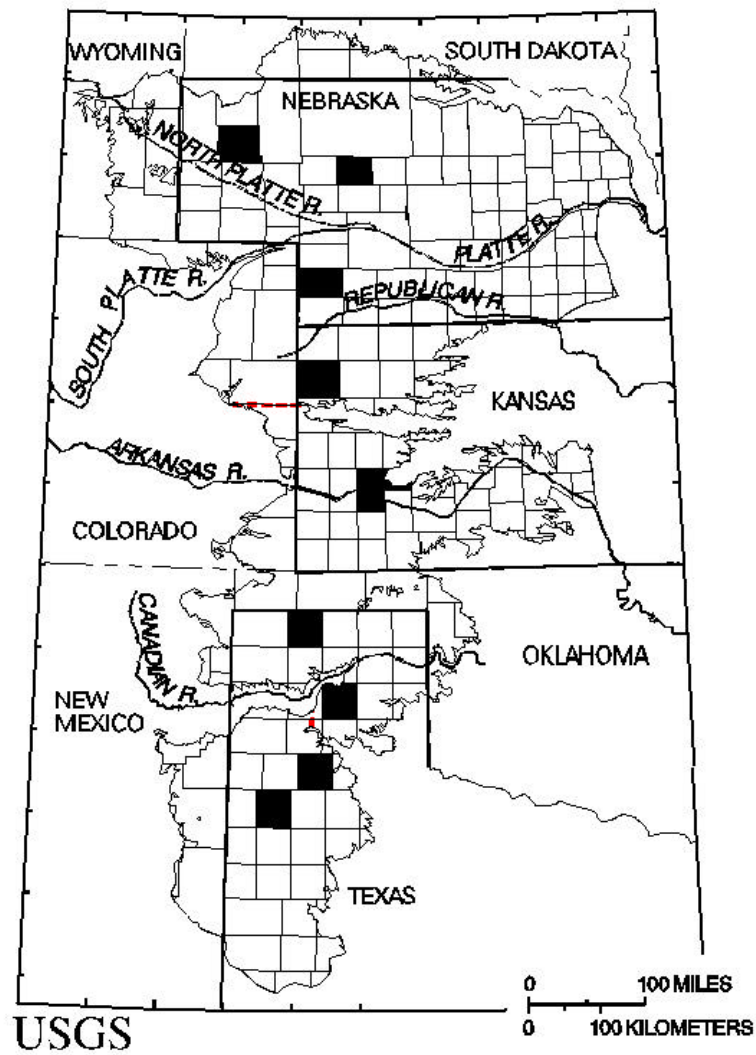 WYOMING
SOUTH DAKOTA
NEBRASKA
NORTH PLATTE R.
PLATTE R.
SOUTH PLATTE R.
REPUBLICAN R.
KANSAS
ARKANSAS R.
COLORADO
CANADIAN R.
OKLAHOMA
NEW
MEXICO
TEXAS
0 100 MILES
0 100 KILOMETERS
USGS